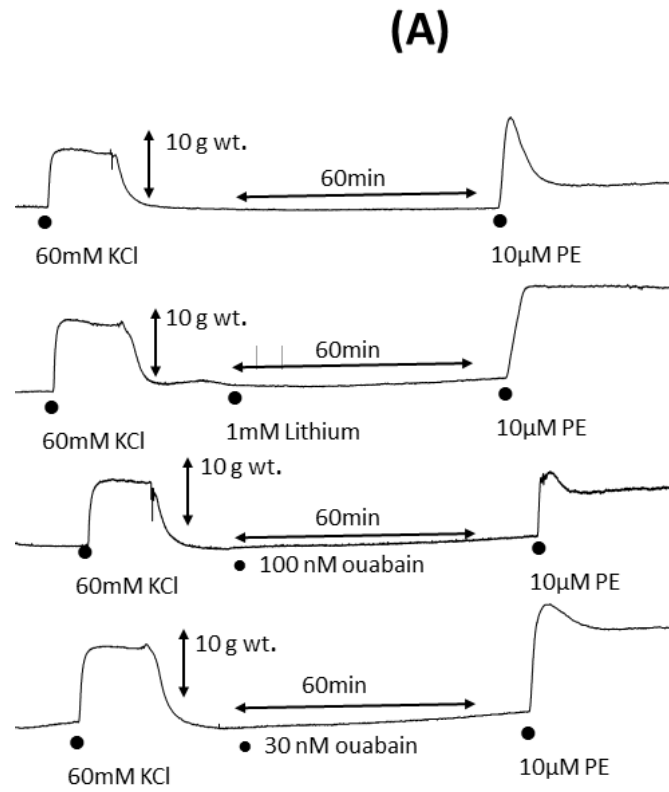 (A)
10 g wt.
60min
60mM KCl
10µM PE
10 g wt.
60min
60mM KCl
1mM Lithium
10µM PE
10 g wt.
60min
100 nM ouabain
60mM KCl
10µM PE
10 g wt.
60min
30 nM ouabain
60mM KCl
10µM PE